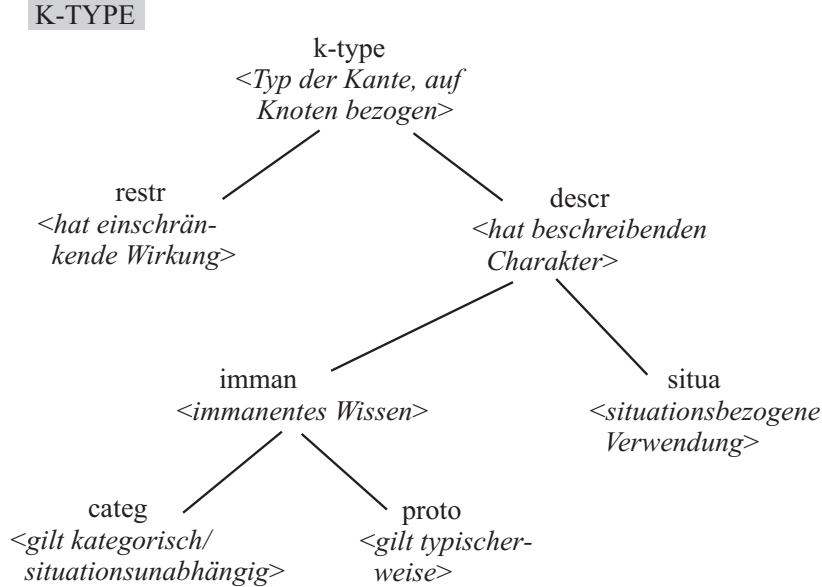 K-TYPE
k-type
<Typ der Kante, auf
Knoten bezogen>
restr
<hat einschrän-
kende Wirkung>
descr
<hat beschreibenden
Charakter>
imman
<immanentes Wissen>
situa
<situationsbezogene
Verwendung>
categ
<gilt kategorisch/
situationsunabhängig>
proto
<gilt typischer-
weise>